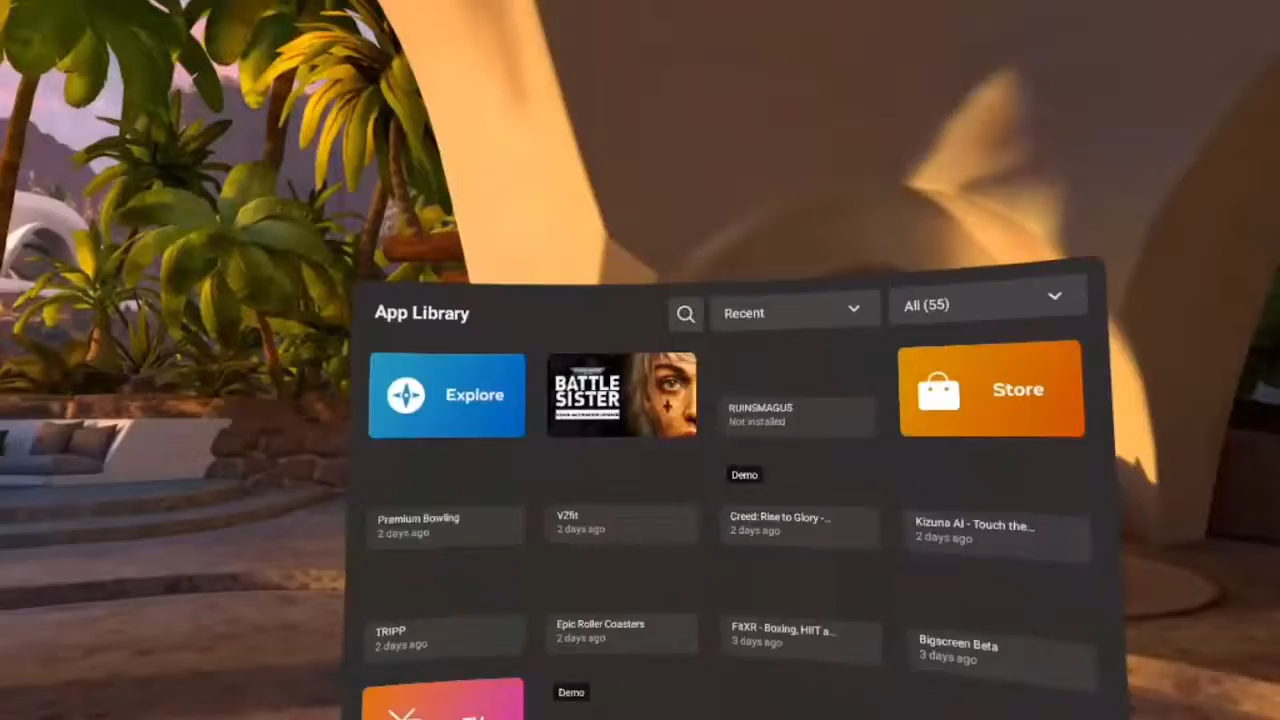 App Library
Recent
All (55)
Explore
BATTLE
SISTER
RUINSMAGUS
Not installed
Store
Demo
Premium Bowling
2 days ago
VZfit
2 days ago
Creed: Rise to Glory -...
2 days ago
Kizuna AI - Touch the...
2 days ago
TRIPP
2 days ago
Epic Roller Coasters
2 days ago
FitXR - Boxing, HIIT a...
3 days ago
Bigscreen Beta
3 days ago
Demo